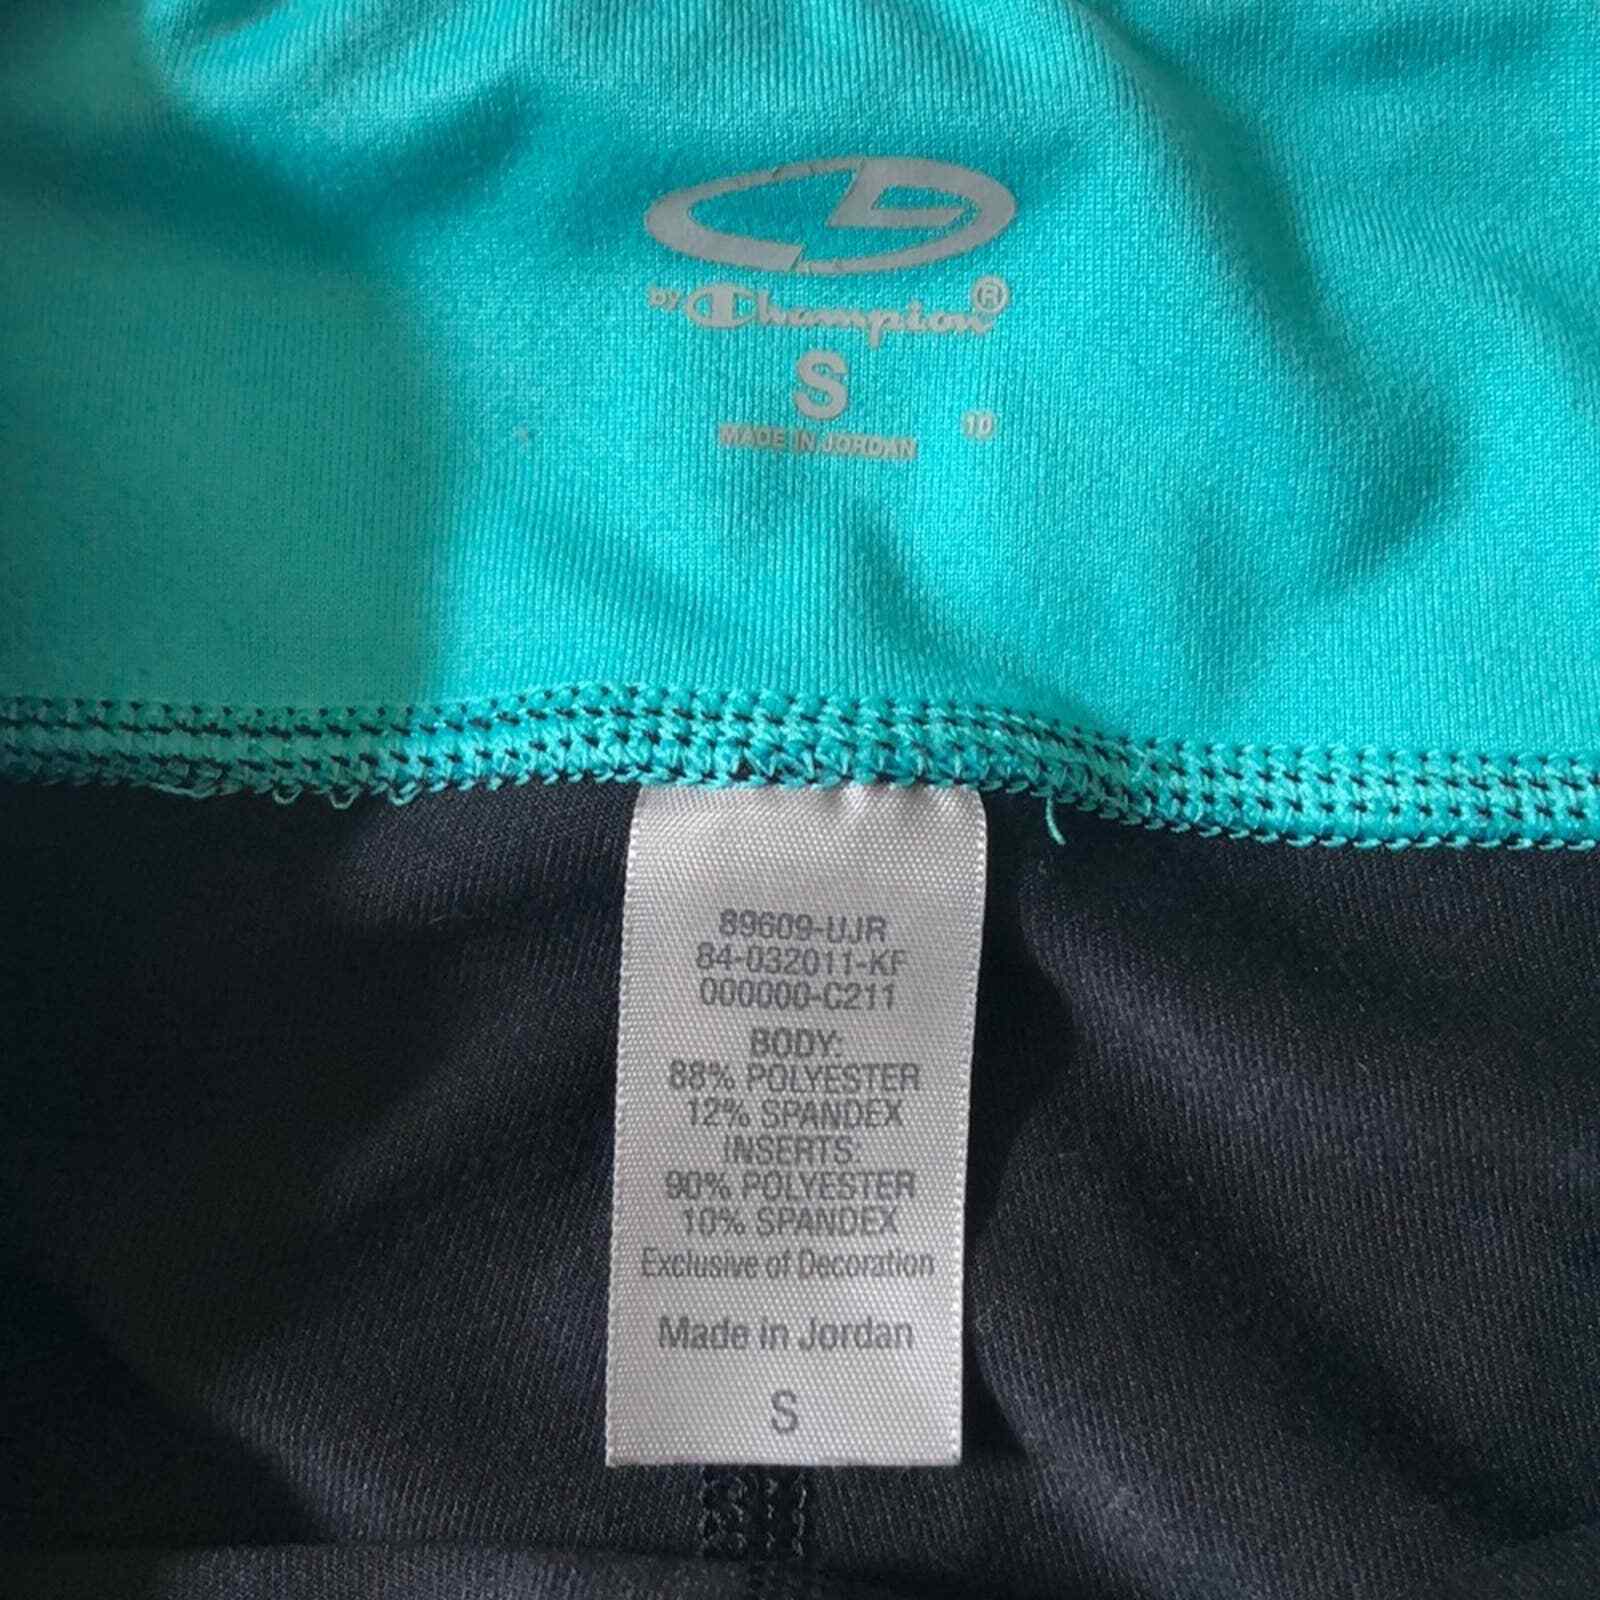 by Champion®
S
MADE IN JORDAN
10
89609-UJR
84-032011-KF
000000-C211
BODY:
88% POLYESTER
12% SPANDEX
INSERTS:
90% POLYESTER
10% SPANDEX
Exclusive of Decoration
Made in Jordan
S